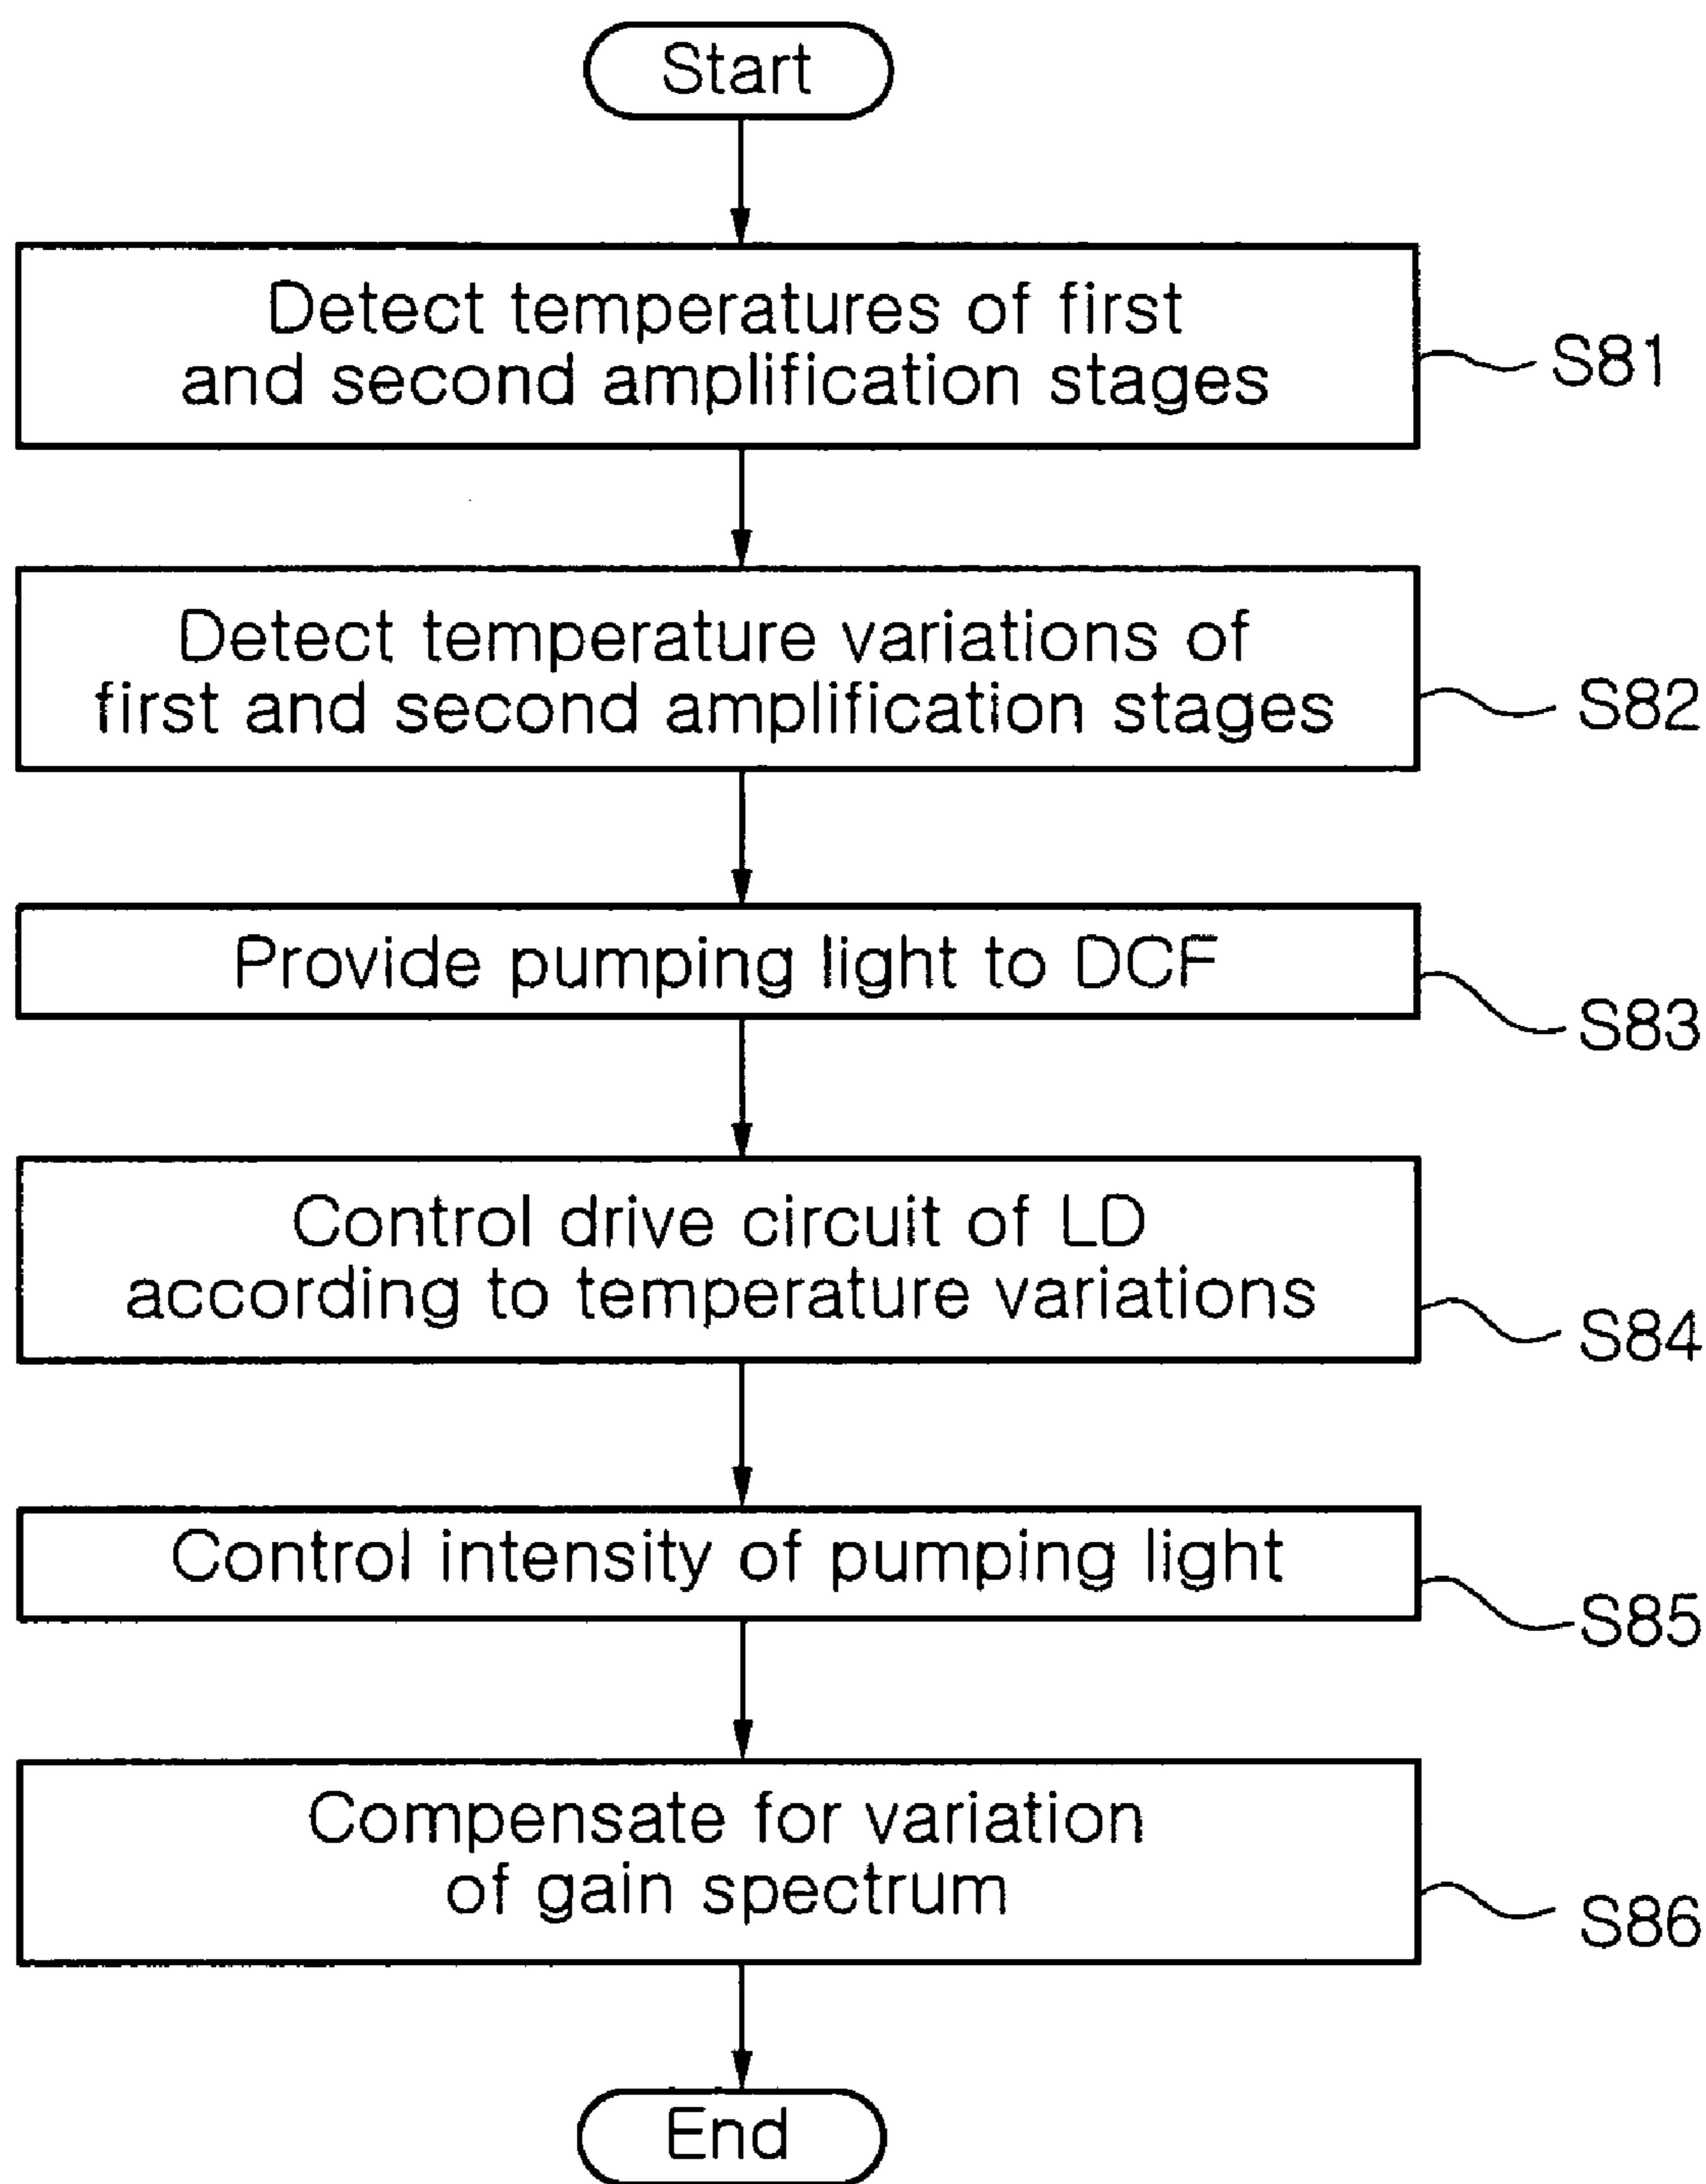 Start
Detect temperatures of first
and second amplification stages
S81
Detect temperature variations of
first and second amplification stages
S82
Provide pumping light to DCF
S83
Control drive circuit of LD
according to temperature variations
S84
Control intensity of pumping light
S85
Compensate for variation
of gain spectrum
S86
End